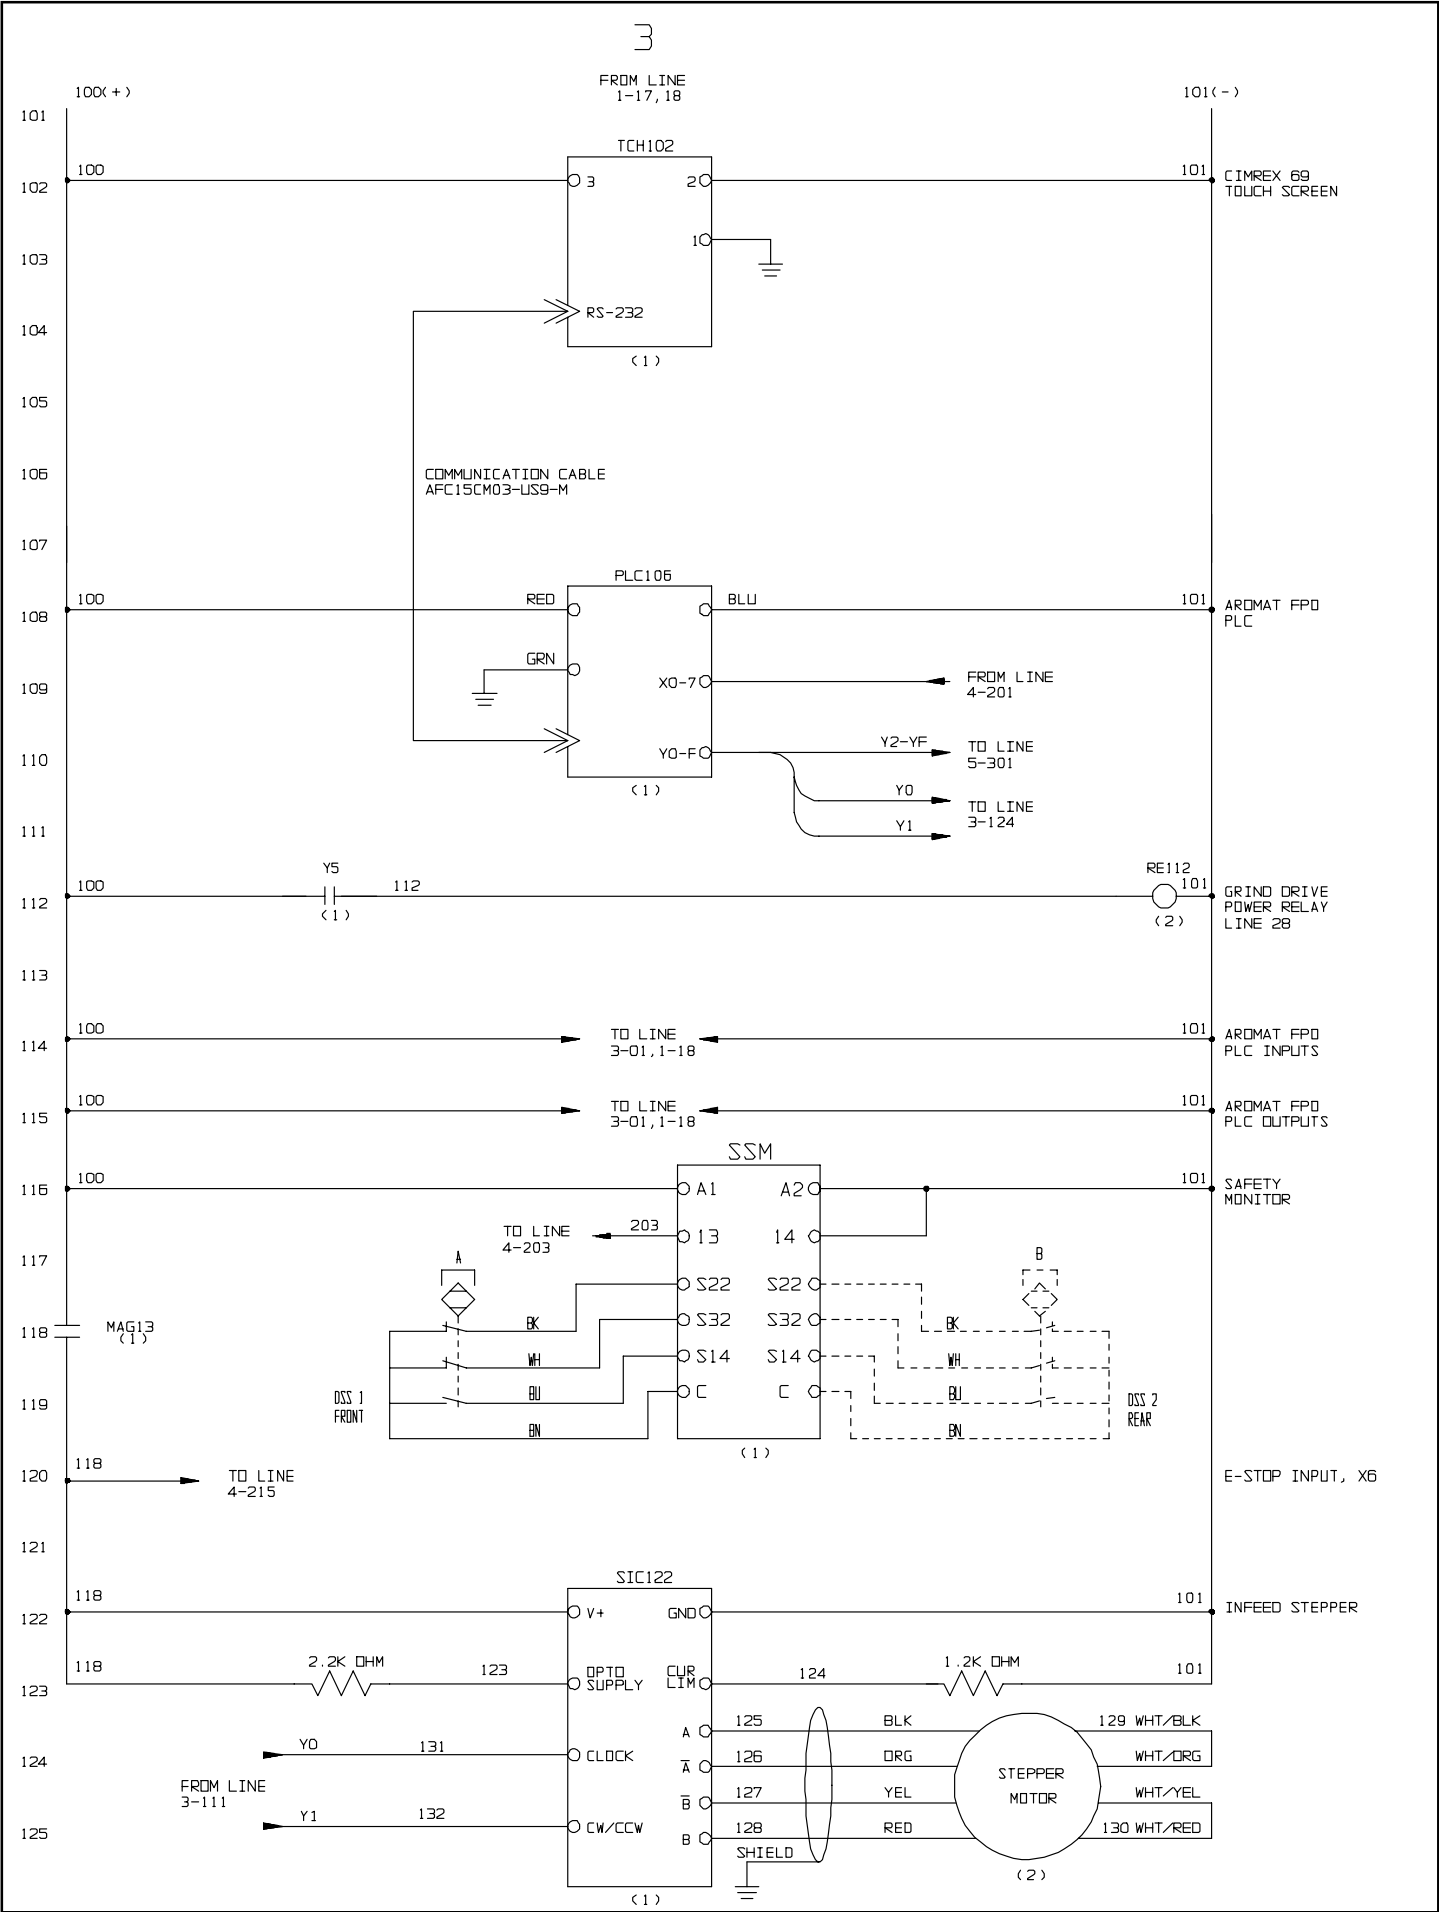 3
FROM LINE
1-17,18
100(+)
101(-)
101
TCH102
100
3
2
101
CIMREX 69
TOUCH SCREEN
102
1
103
RS-232
104
(1)
105
COMMUNICATION CABLE
AFC15CM03-US9-M
106
107
PLC106
100
RED
BLU
101
AROMAT FPO
PLC
108
GRN
X0-7
FROM LINE
4-201
109
Y0-F
Y2-YF
TO LINE
5-301
110
(1)
Y0
TO LINE
3-124
Y1
111
Y5
RE112
100
112
101
GRIND DRIVE
POWER RELAY
LINE 28
112
(1)
(2)
113
100
TO LINE
3-01,1-18
101
AROMAT FPO
PLC INPUTS
114
100
TO LINE
3-01,1-18
101
AROMAT FPO
PLC OUTPUTS
115
SSM
100
A1
A2
101
SAFETY
MONITOR
116
TO LINE
4-203
203
13
14
117
A
B
S22
S22
118
MAG13
(1)
BK
S32
S32
BK
WH
S14
S14
WH
119
DSS 1
FRONT
BU
C
C
BU
DSS 2
REAR
BN
BN
(1)
120
118
TO LINE
4-215
E-STOP INPUT, X6
121
SIC122
118
V+
GND
101
INFEED STEPPER
122
118
2.2K OHM
123
OPTO
SUPPLY
CUR
LIM
124
1.2K OHM
101
123
A
125
BLK
129 WHT/BLK
124
Y0
131
CLOCK
A
126
ORG
WHT/ORG
STEPPER
MOTOR
FROM LINE
3-111
B
127
YEL
WHT/YEL
Y1
132
CW/CCW
125
B
128
RED
130 WHT/RED
SHIELD
(2)
(1)